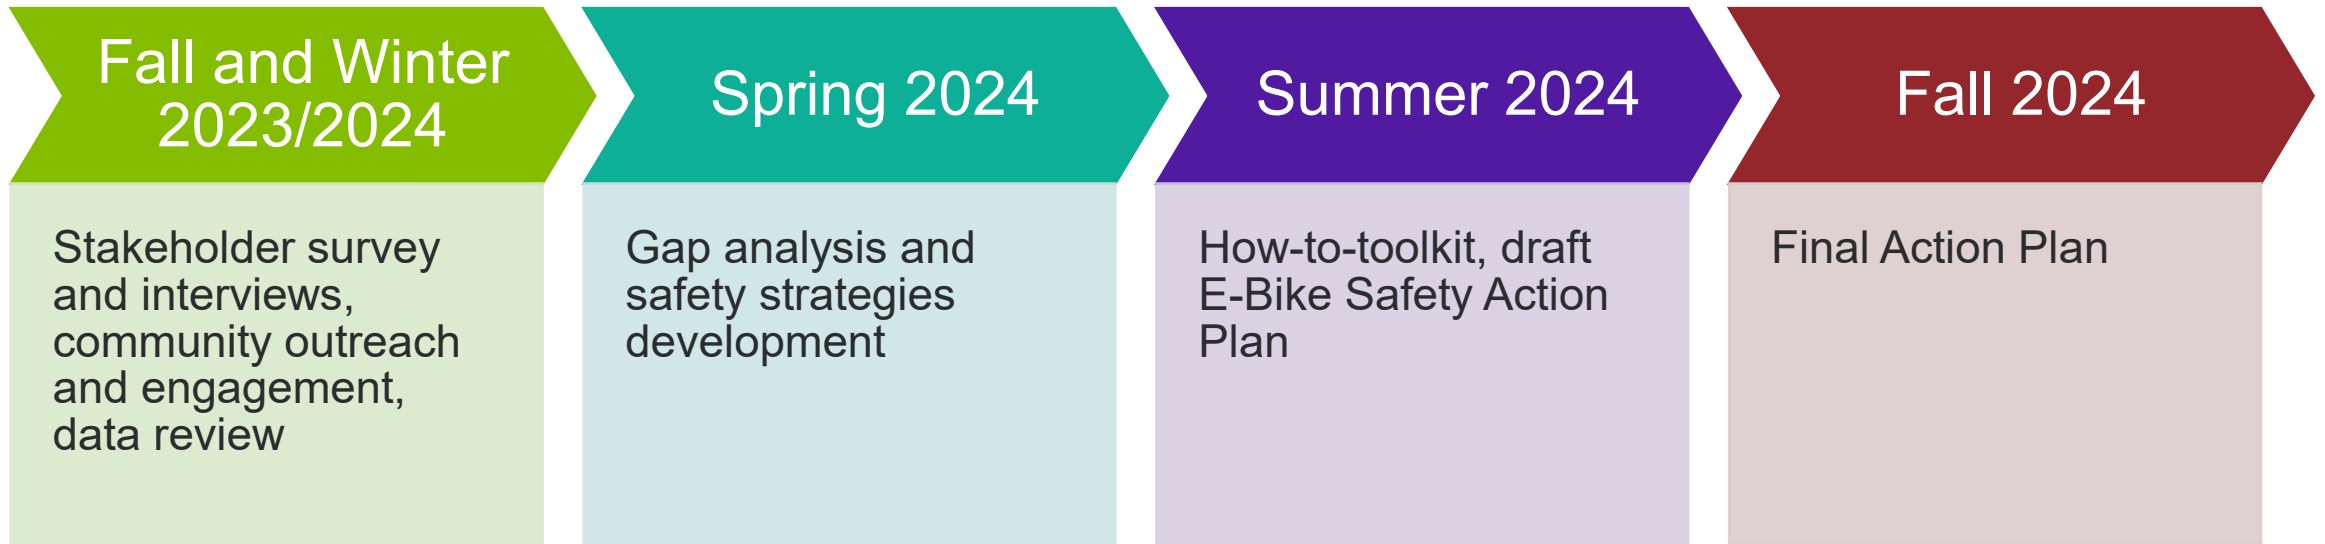 Fall and Winter
2023/2024
Stakeholder survey
and interviews,
community outreach
and engagement,
data review
Spring 2024
Gap analysis and
safety strategies
development
Summer 2024
How-to-toolkit, draft
E-Bike Safety Action
Plan
Fall 2024
Final Action Plan